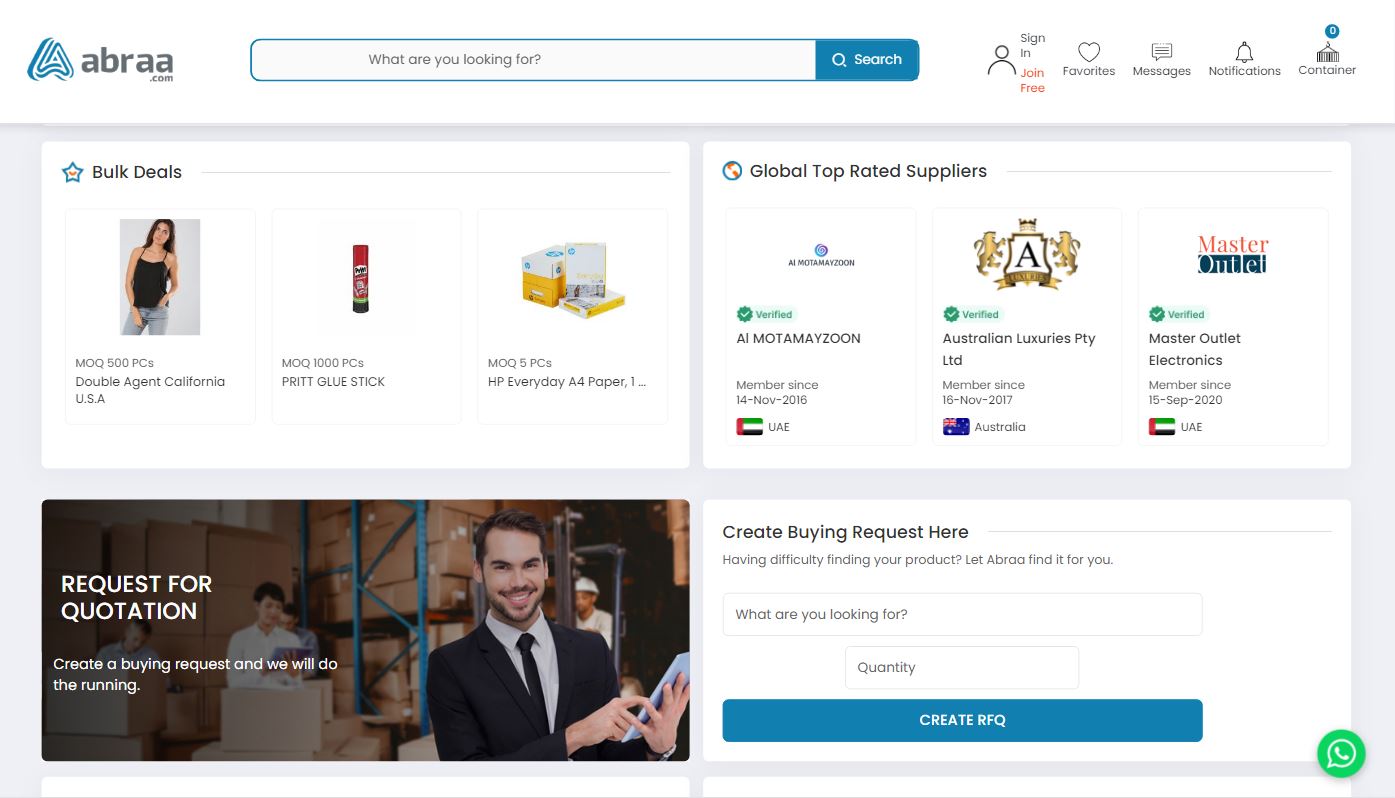 abraa
.com
What are you looking for?
Search
Sign
In
Join
Free
Favorites
Messages
Notifications
0
Container
Bulk Deals
MOQ 500 PCs
Double Agent California
U.S.A
Pritt
MOQ 1000 PCs
PRITT GLUE STICK
hp
MOQ 5 PCs
HP Everyday A4 Paper, 1 ...
Global Top Rated Suppliers
Al MOTAMAYZOON
Verified
Al MOTAMAYZOON
Member since
14-Nov-2016
UAE
A
LUXURIES
Verified
Australian Luxuries Pty
Ltd
Member since
16-Nov-2017
Australia
Master
Outlet
Verified
Master Outlet
Electronics
Member since
15-Sep-2020
UAE
REQUEST FOR
QUOTATION
Create a buying request and we will do
the running.
Create Buying Request Here
Having difficulty finding your product? Let Abraa find it for you.
What are you looking for?
Quantity
CREATE RFQ